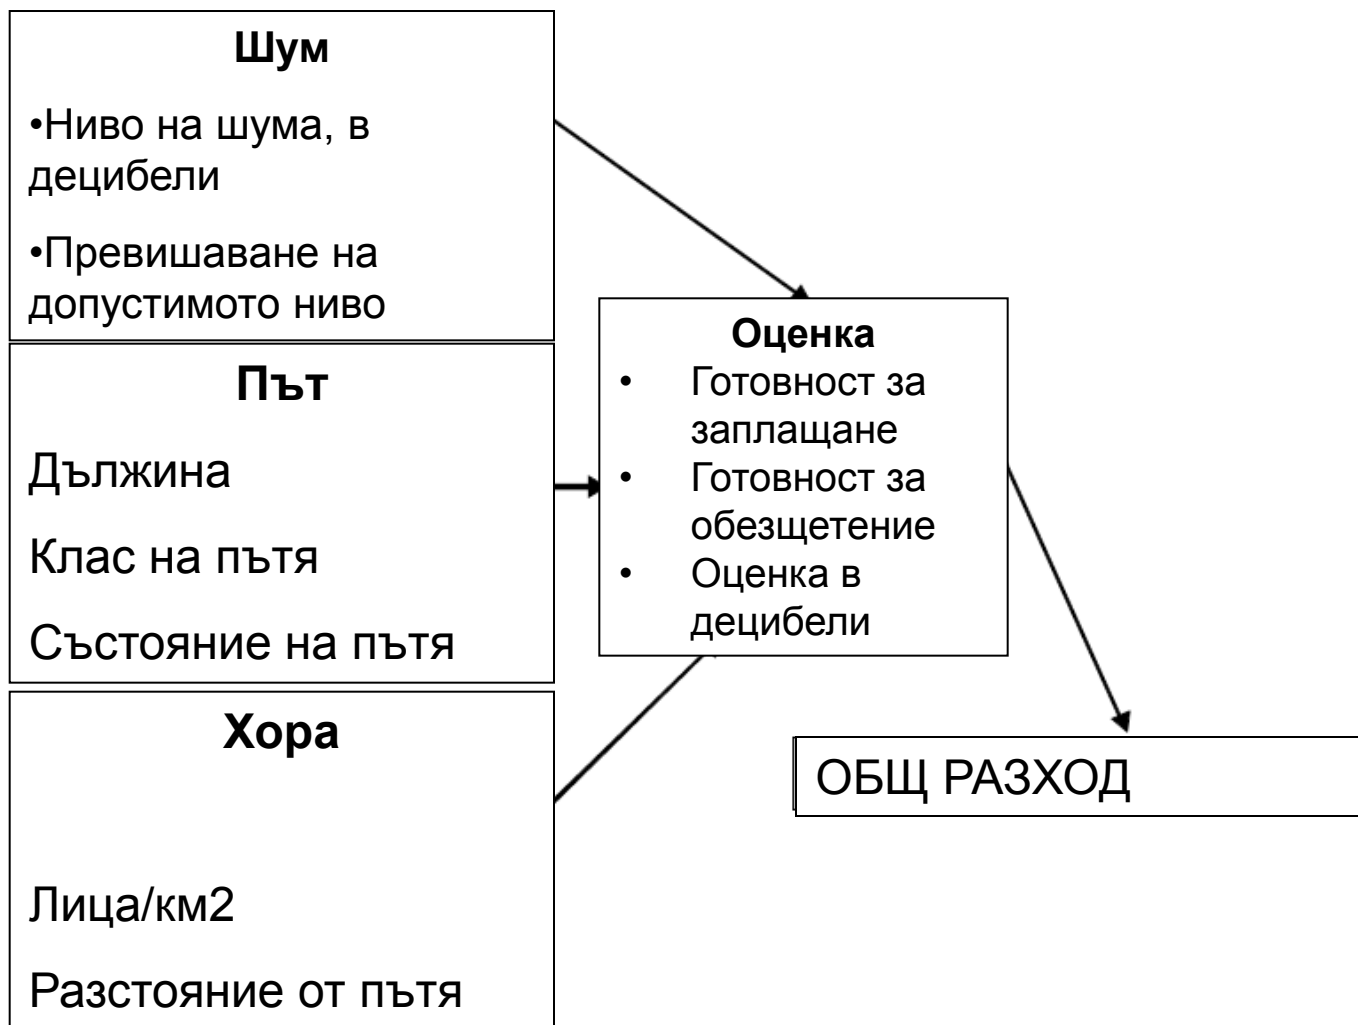 Шум
•Ниво на шума, в
децибели
•Превишаване на
допустимото ниво
Път
Дължина
Клас на пътя
Състояние на пътя
Хора
Лица/км2
Разстояние от пътя
Оценка
• Готовност за
заплащане
• Готовност за
обезщетение
• Оценка в
децибели
ОБЩ РАЗХОД